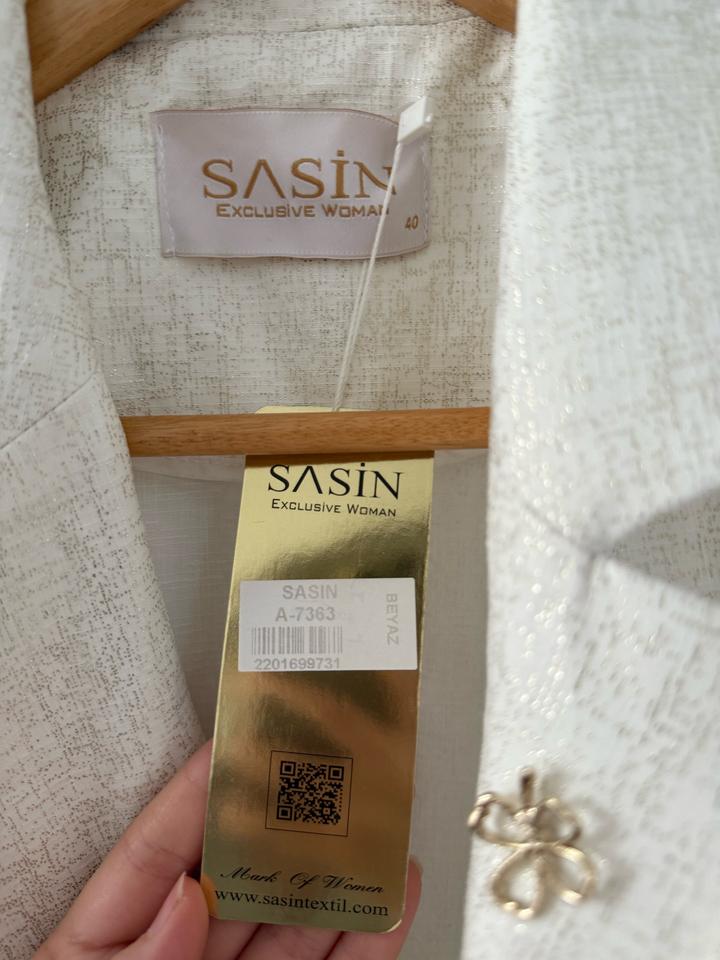 SASİN
EXCLUSİVE WOMAN
40
SASİN
EXCLUSİVE WOMAN
SASIN
A-7363
BEYAZ
2201699731
Mark Of Women
www.sasintextil.com